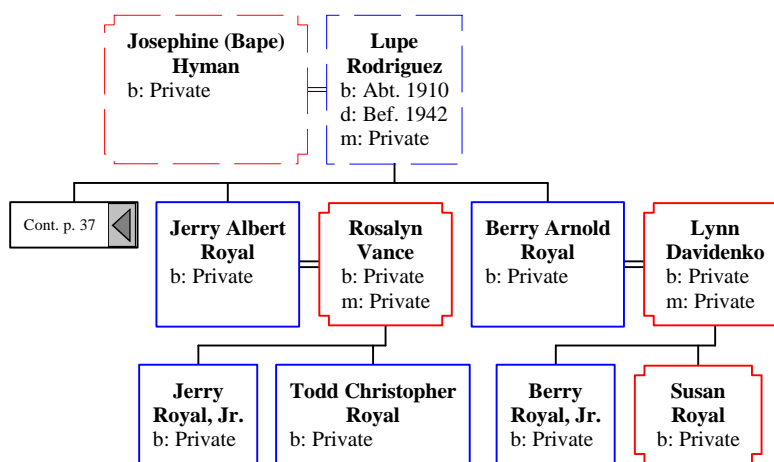 Josephine (Bape)
Hyman
b: Private
Lupe
Rodriguez
b: Abt. 1910
d: Bef. 1942
m: Private
Cont. p. 37
Jerry Albert
Royal
b: Private
Rosalyn
Vance
b: Private
m: Private
Berry Arnold
Royal
b: Private
Lynn
Davidenko
b: Private
m: Private
Jerry
Royal, Jr.
b: Private
Todd Christopher
Royal
b: Private
Berry
Royal, Jr.
b: Private
Susan
Royal
b: Private